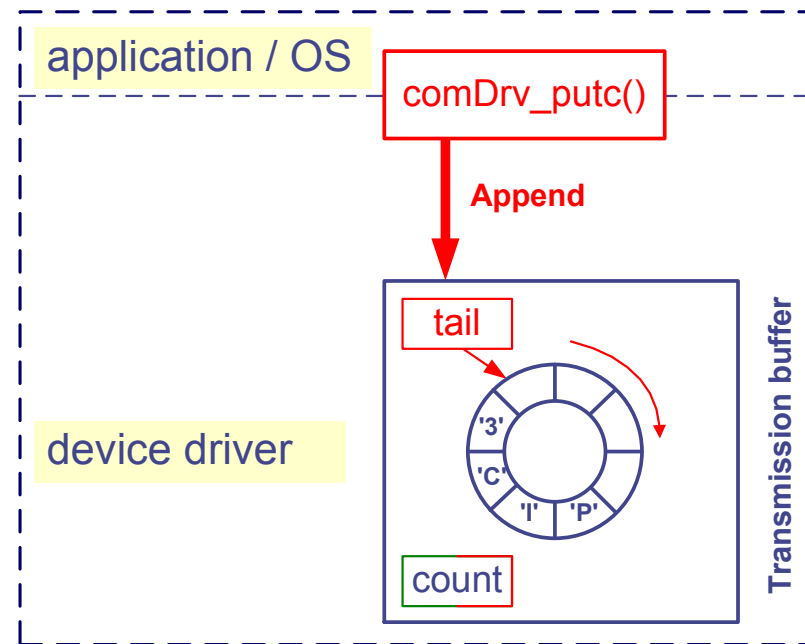 application / OS
comDrv_putc()
Append
tail
'3'
'C'
'I'
'P'
device driver
count
Transmission buffer